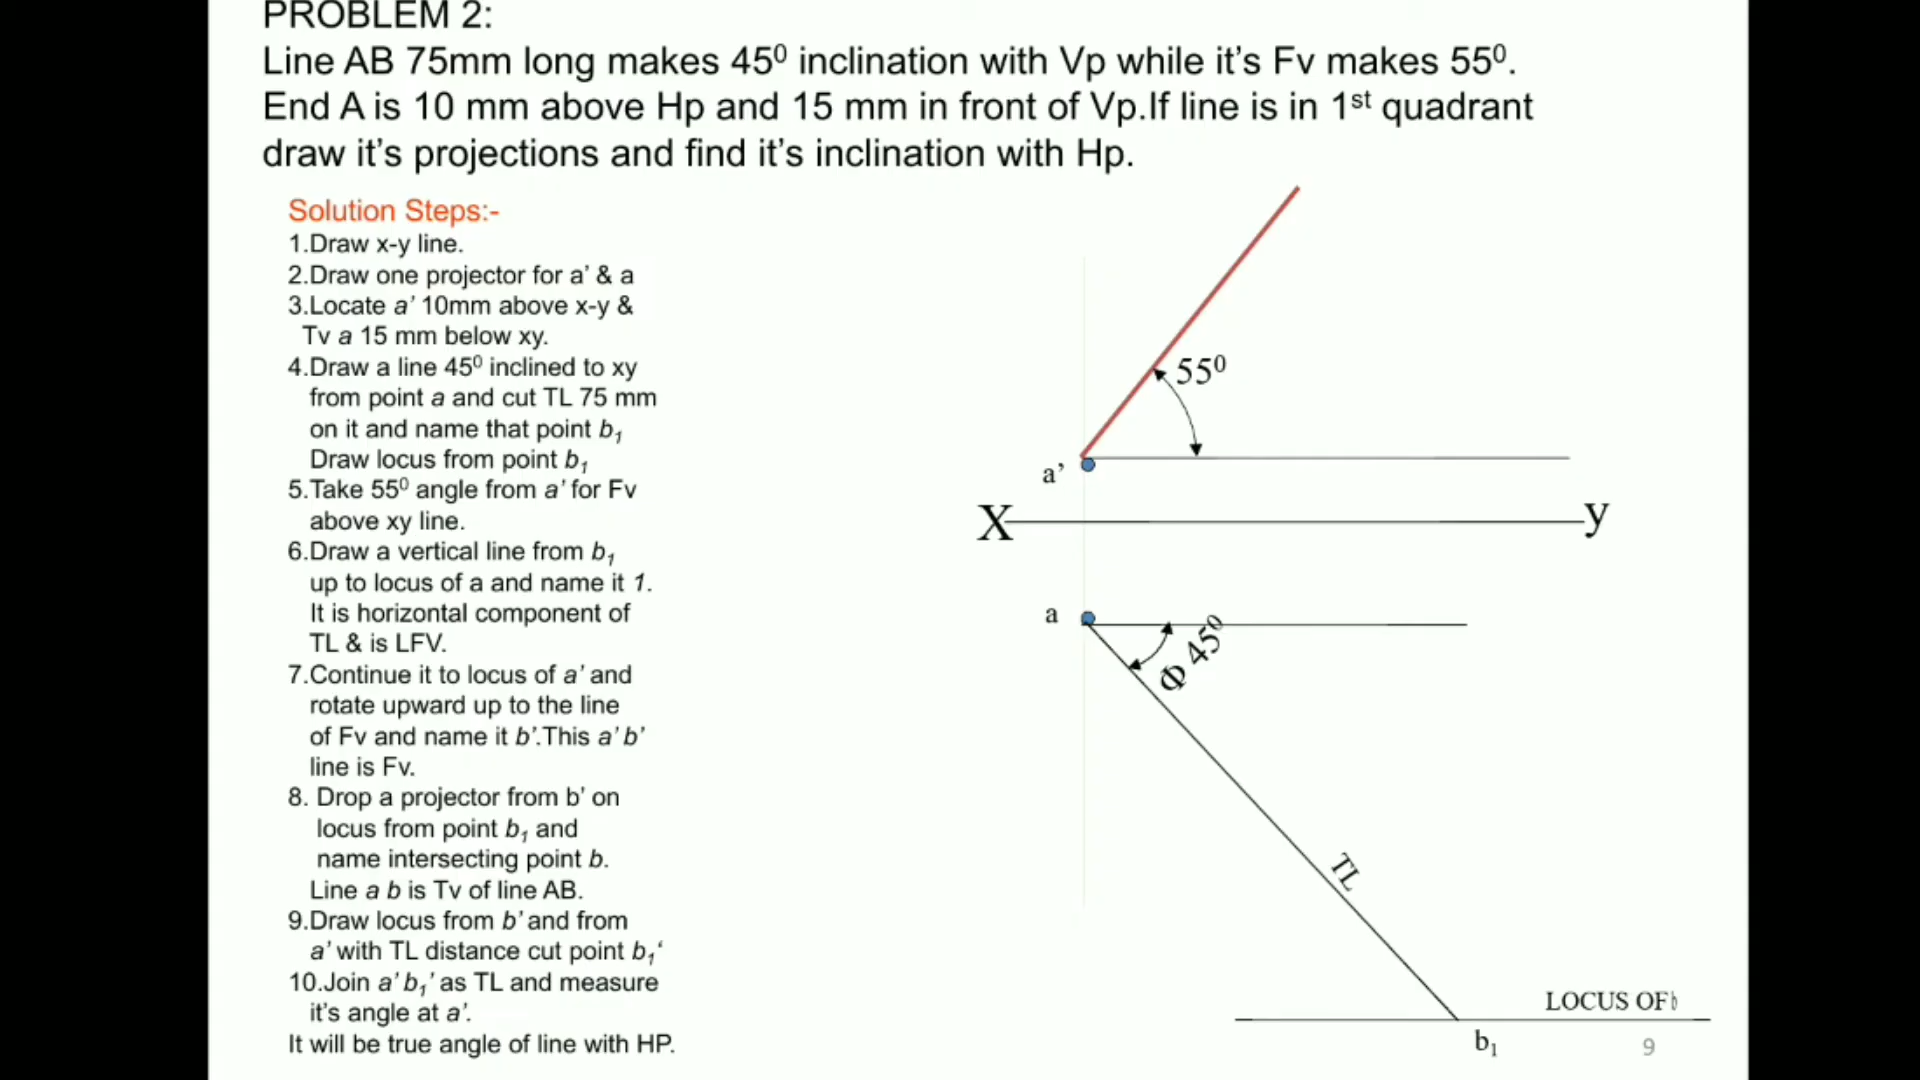 PROBLEM 2:
Line AB 75mm long makes 45⁰ inclination with Vp while it’s Fv makes 55⁰.
End A is 10 mm above Hp and 15 mm in front of Vp.If line is in 1ˢᵗ quadrant
draw it’s projections and find it’s inclination with Hp.
Solution Steps:-
1.Draw x-y line.
2.Draw one projector for a’ & a
3.Locate a’ 10mm above x-y &
Tv a 15 mm below xy.
4.Draw a line 45⁰ inclined to xy
from point a and cut TL 75 mm
on it and name that point b₁
Draw locus from point b₁
5.Take 55⁰ angle from a’ for Fv
above xy line.
6.Draw a vertical line from b₁
up to locus of a and name it 1.
It is horizontal component of
TL & is LFV.
7.Continue it to locus of a’ and
rotate upward up to the line
of Fv and name it b’.This a’ b’
line is Fv.
8. Drop a projector from b’ on
locus from point b₁ and
name intersecting point b.
Line a b is Tv of line AB.
9.Draw locus from b’ and from
a’ with TL distance cut point b₁‘
10.Join a’ b₁’ as TL and measure
it’s angle at a’.
It will be true angle of line with HP.
55⁰
a’
X
y
a
Φ 45⁰
TL
LOCUS OF b
b₁
9